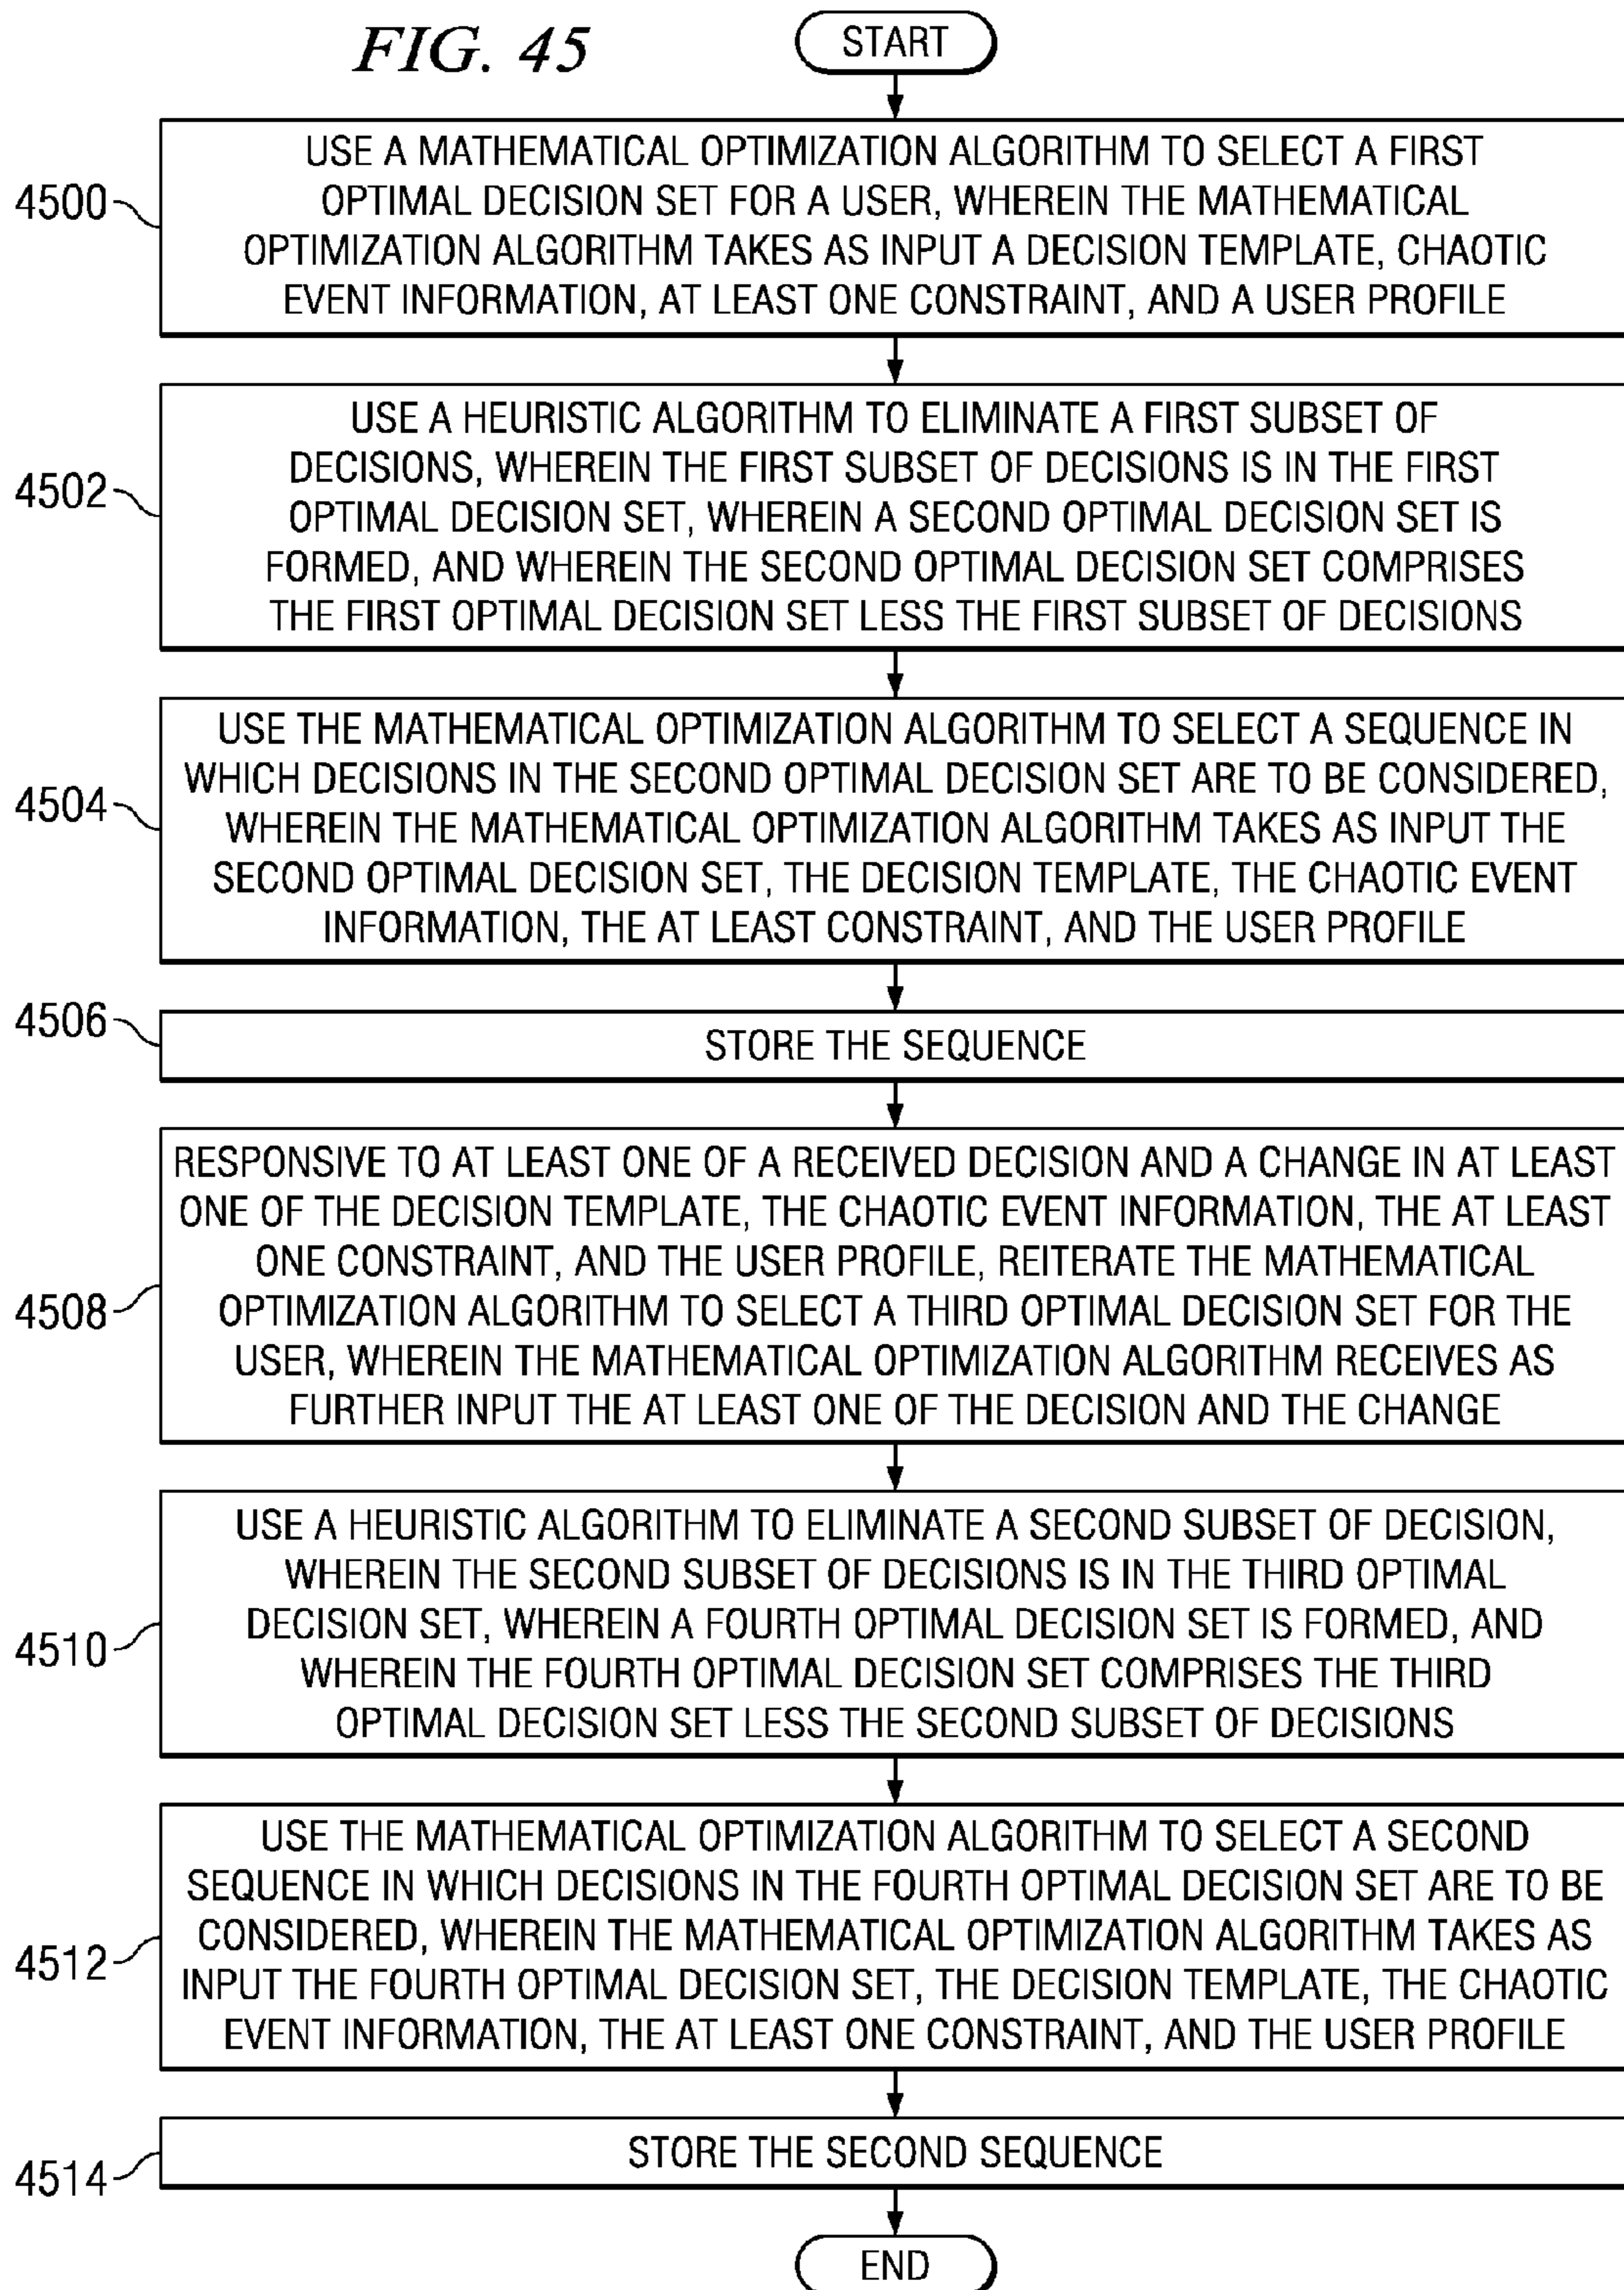 FIG. 45
START
4500
USE A MATHEMATICAL OPTIMIZATION ALGORITHM TO SELECT A FIRST
OPTIMAL DECISION SET FOR A USER, WHEREIN THE MATHEMATICAL
OPTIMIZATION ALGORITHM TAKES AS INPUT A DECISION TEMPLATE, CHAOTIC
EVENT INFORMATION, AT LEAST ONE CONSTRAINT, AND A USER PROFILE
4502
USE A HEURISTIC ALGORITHM TO ELIMINATE A FIRST SUBSET OF
DECISIONS, WHEREIN THE FIRST SUBSET OF DECISIONS IS IN THE FIRST
OPTIMAL DECISION SET, WHEREIN A SECOND OPTIMAL DECISION SET IS
FORMED, AND WHEREIN THE SECOND OPTIMAL DECISION SET COMPRISES
THE FIRST OPTIMAL DECISION SET LESS THE FIRST SUBSET OF DECISIONS
4504
USE THE MATHEMATICAL OPTIMIZATION ALGORITHM TO SELECT A SEQUENCE IN
WHICH DECISIONS IN THE SECOND OPTIMAL DECISION SET ARE TO BE CONSIDERED,
WHEREIN THE MATHEMATICAL OPTIMIZATION ALGORITHM TAKES AS INPUT THE
SECOND OPTIMAL DECISION SET, THE DECISION TEMPLATE, THE CHAOTIC EVENT
INFORMATION, THE AT LEAST CONSTRAINT, AND THE USER PROFILE
4506
STORE THE SEQUENCE
4508
RESPONSIVE TO AT LEAST ONE OF A RECEIVED DECISION AND A CHANGE IN AT LEAST
ONE OF THE DECISION TEMPLATE, THE CHAOTIC EVENT INFORMATION, THE AT LEAST
ONE CONSTRAINT, AND THE USER PROFILE, REITERATE THE MATHEMATICAL
OPTIMIZATION ALGORITHM TO SELECT A THIRD OPTIMAL DECISION SET FOR THE
USER, WHEREIN THE MATHEMATICAL OPTIMIZATION ALGORITHM RECEIVES AS
FURTHER INPUT THE AT LEAST ONE OF THE DECISION AND THE CHANGE
4510
USE A HEURISTIC ALGORITHM TO ELIMINATE A SECOND SUBSET OF DECISION,
WHEREIN THE SECOND SUBSET OF DECISIONS IS IN THE THIRD OPTIMAL
DECISION SET, WHEREIN A FOURTH OPTIMAL DECISION SET IS FORMED, AND
WHEREIN THE FOURTH OPTIMAL DECISION SET COMPRISES THE THIRD
OPTIMAL DECISION SET LESS THE SECOND SUBSET OF DECISIONS
4512
USE THE MATHEMATICAL OPTIMIZATION ALGORITHM TO SELECT A SECOND
SEQUENCE IN WHICH DECISIONS IN THE FOURTH OPTIMAL DECISION SET ARE TO BE
CONSIDERED, WHEREIN THE MATHEMATICAL OPTIMIZATION ALGORITHM TAKES AS
INPUT THE FOURTH OPTIMAL DECISION SET, THE DECISION TEMPLATE, THE CHAOTIC
EVENT INFORMATION, THE AT LEAST ONE CONSTRAINT, AND THE USER PROFILE
4514
STORE THE SECOND SEQUENCE
END